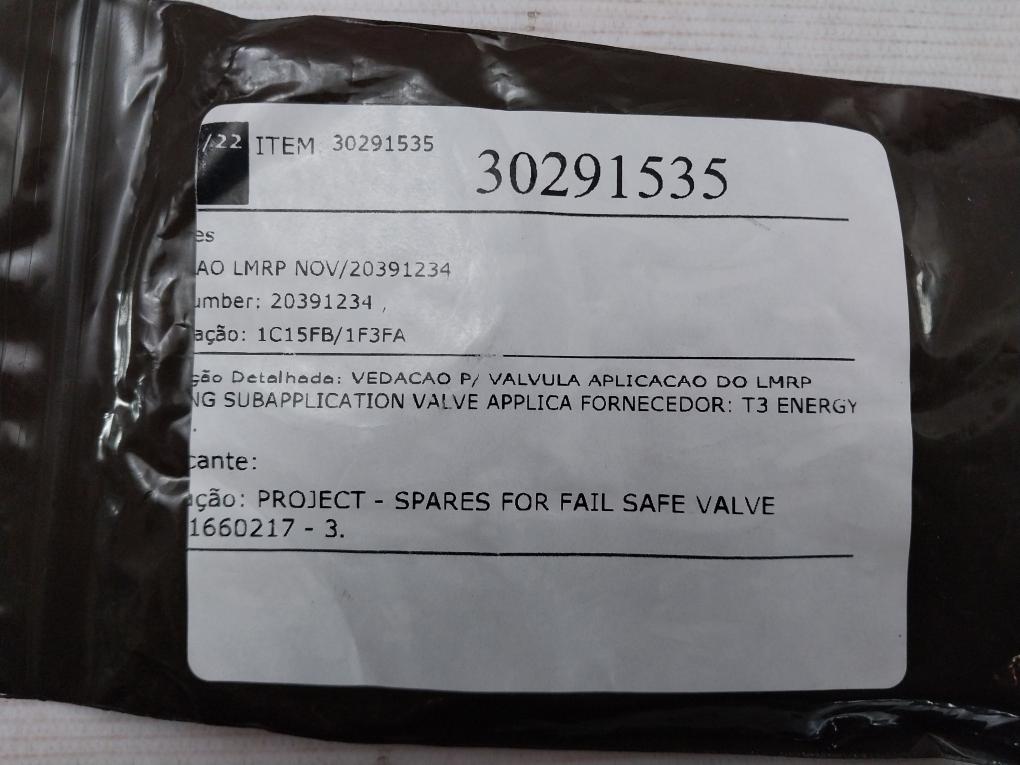 /22 ITEM 30291535 30291535
es
AO LMRP NOV/20391234
umber: 20391234 ,
ação: 1C15FB/1F3FA
ção Detalhada: VEDACAO P/ VALVULA APLICACAO DO LMRP
NG SUBAPPLICATION VALVE APPLICA FORNECEDOR: T3 ENERGY
.
cante:
ação: PROJECT - SPARES FOR FAIL SAFE VALVE
1660217 - 3.